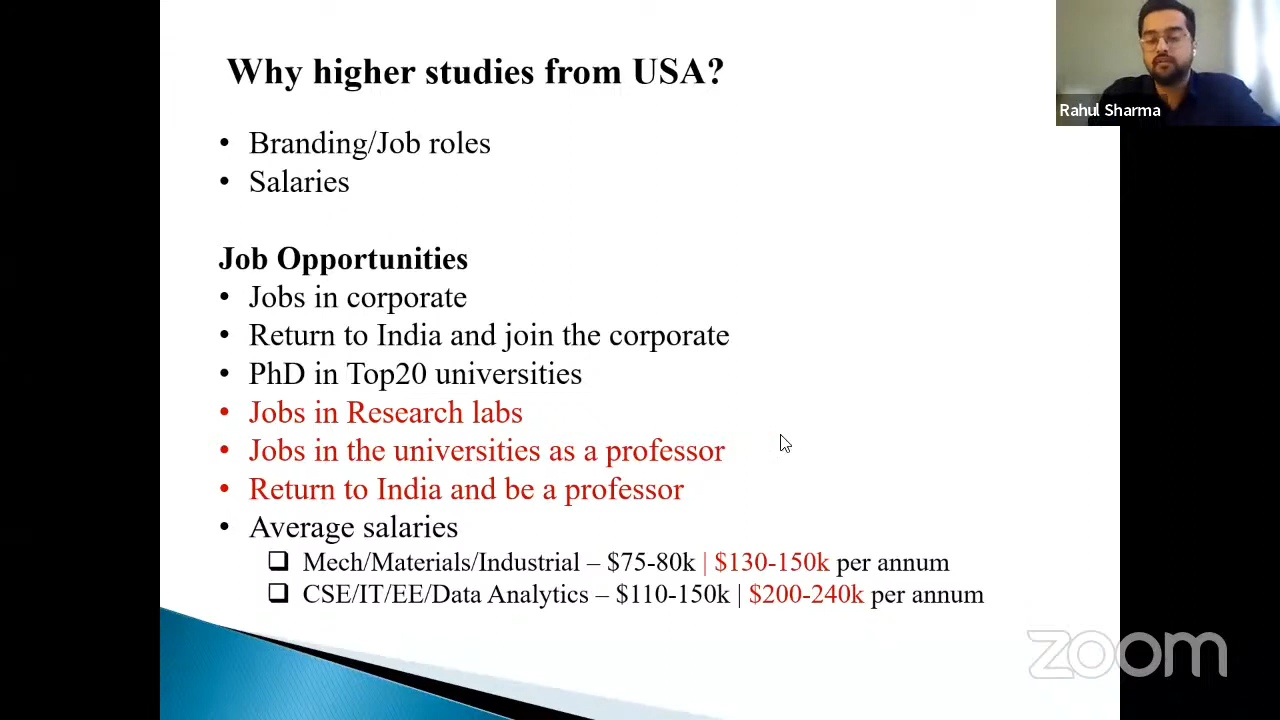 Why higher studies from USA?
• Branding/Job roles
• Salaries
Job Opportunities
• Jobs in corporate
• Return to India and join the corporate
• PhD in Top20 universities
• Jobs in Research labs
• Jobs in the universities as a professor
• Return to India and be a professor
• Average salaries
❑ Mech/Materials/Industrial – $75-80k | $130-150k per annum
❑ CSE/IT/EE/Data Analytics – $110-150k | $200-240k per annum
Rahul Sharma
zoom